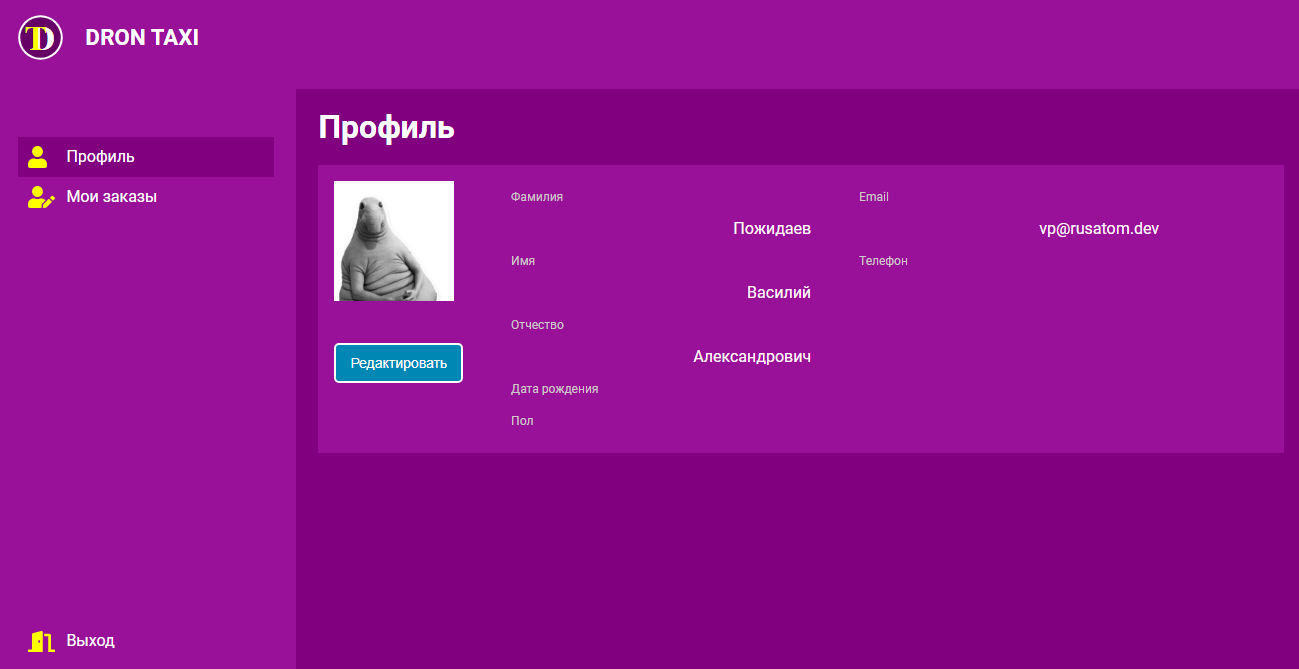 TD
DRON TAXI
Профиль
Мои заказы
Выход
Профиль
Редактировать
Фамилия
Пожидаев
Имя
Василий
Отчество
Александрович
Дата рождения
Пол
Email
vp@rusatom.dev
Телефон